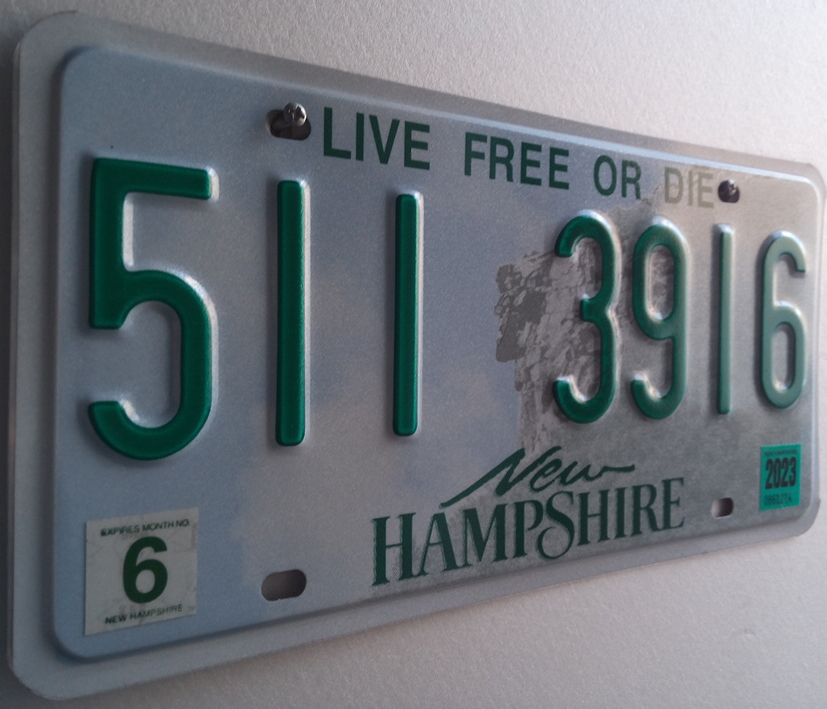 LIVE FREE OR DIE
511 3916
New
HAMPSHIRE
EXPIRES MONTH NO.
6
NEW HAMPSHIRE
2023